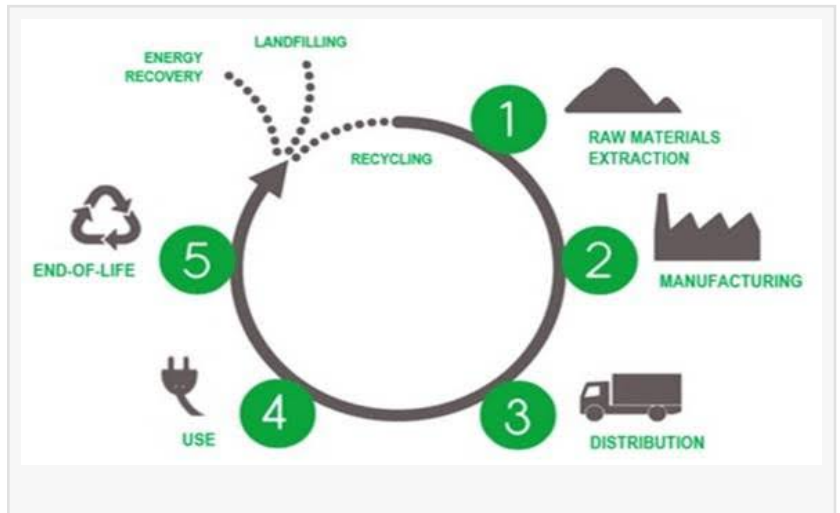 LANDFILLING
ENERGY
RECOVERY
RECYCLING
1
RAW MATERIALS
EXTRACTION
2
MANUFACTURING
3
DISTRIBUTION
4
USE
5
END-OF-LIFE